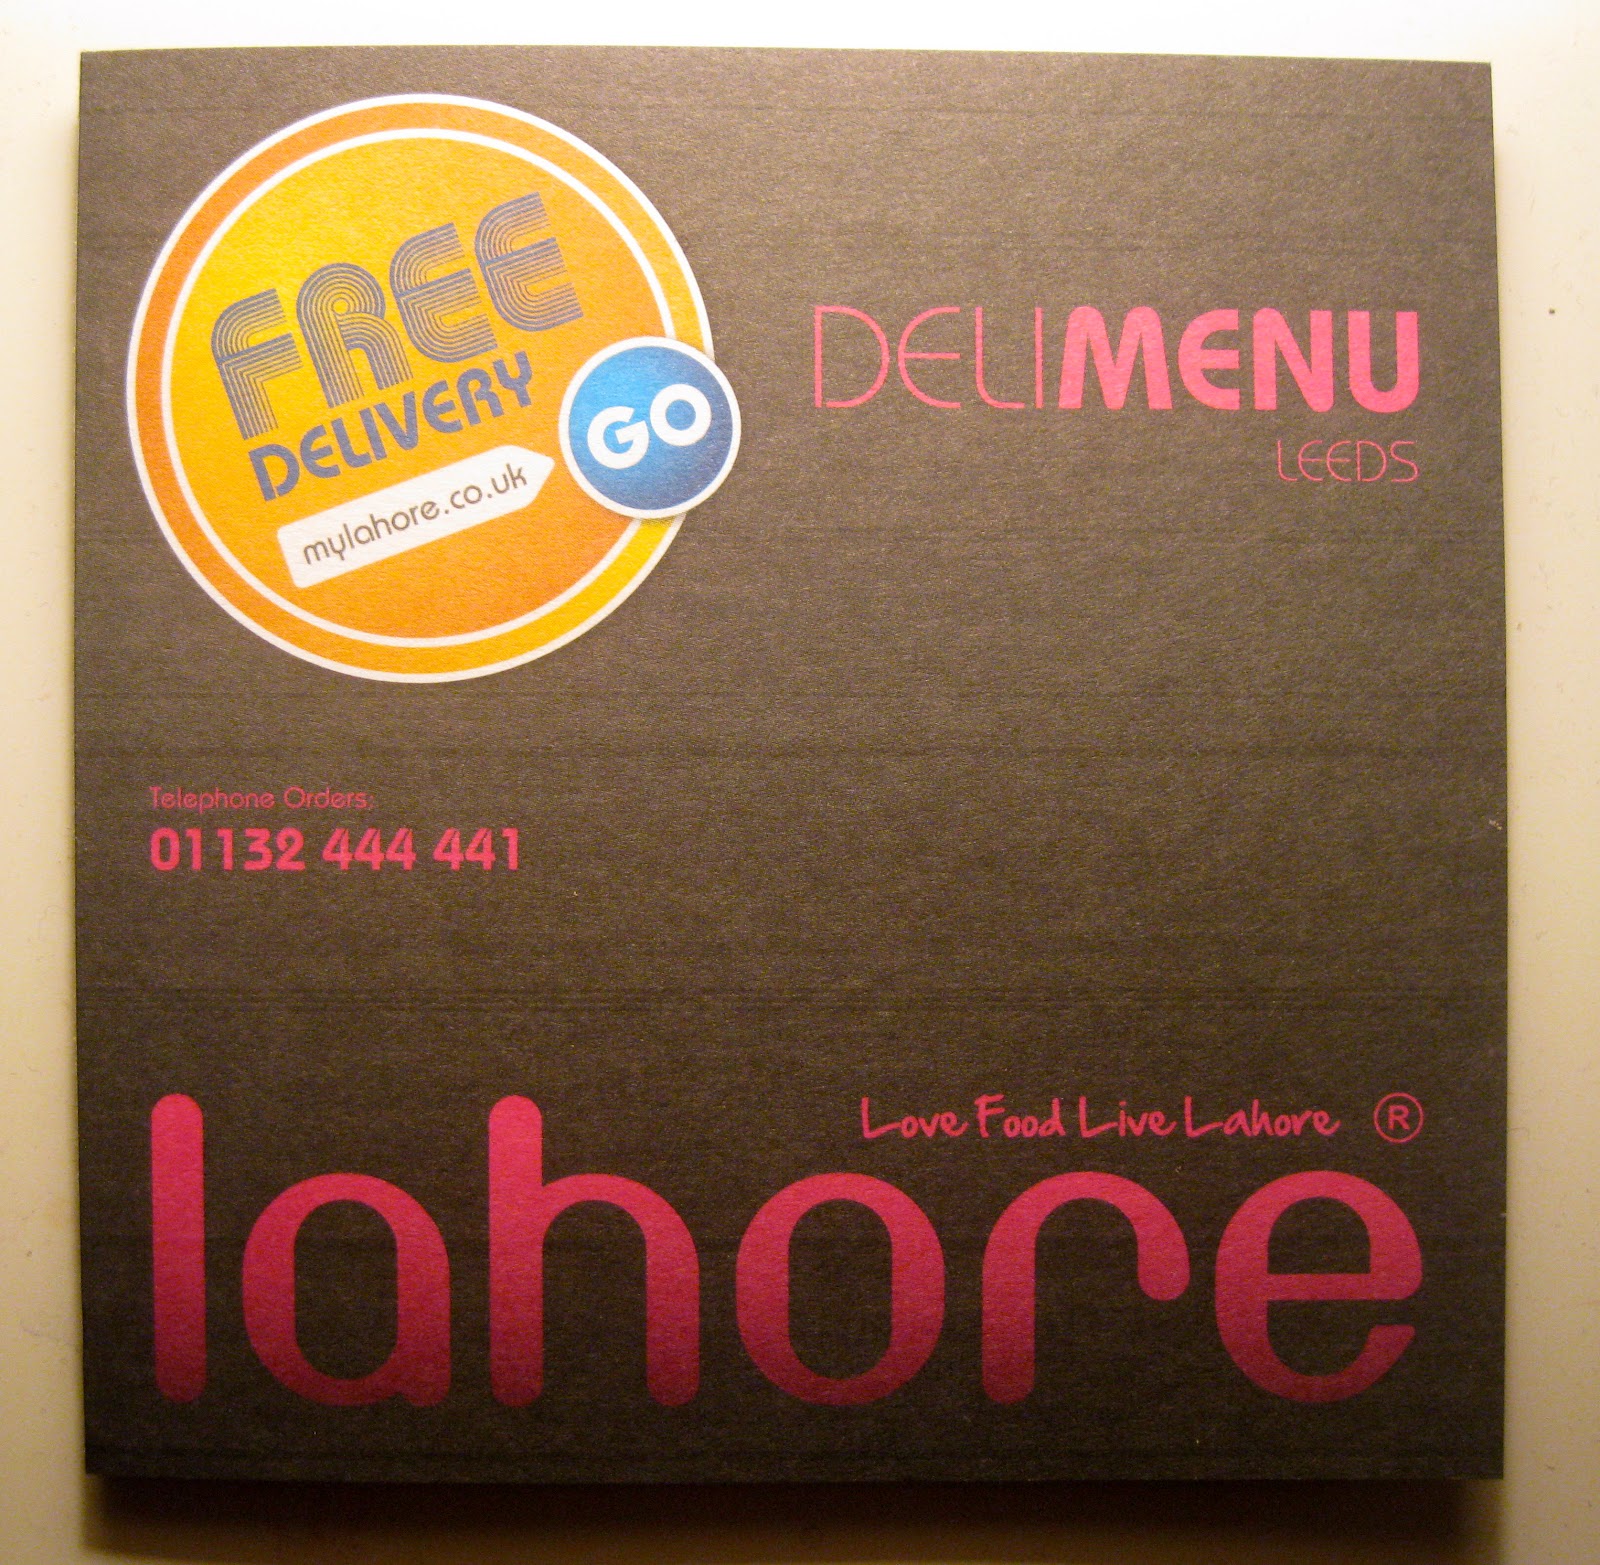 FREE
DELIVERY
mylahore.co.uk
GO
DELIMENU
LEEDS
Telephone Orders:
01132 444 441
Love Food Live Lahore ®
lahore